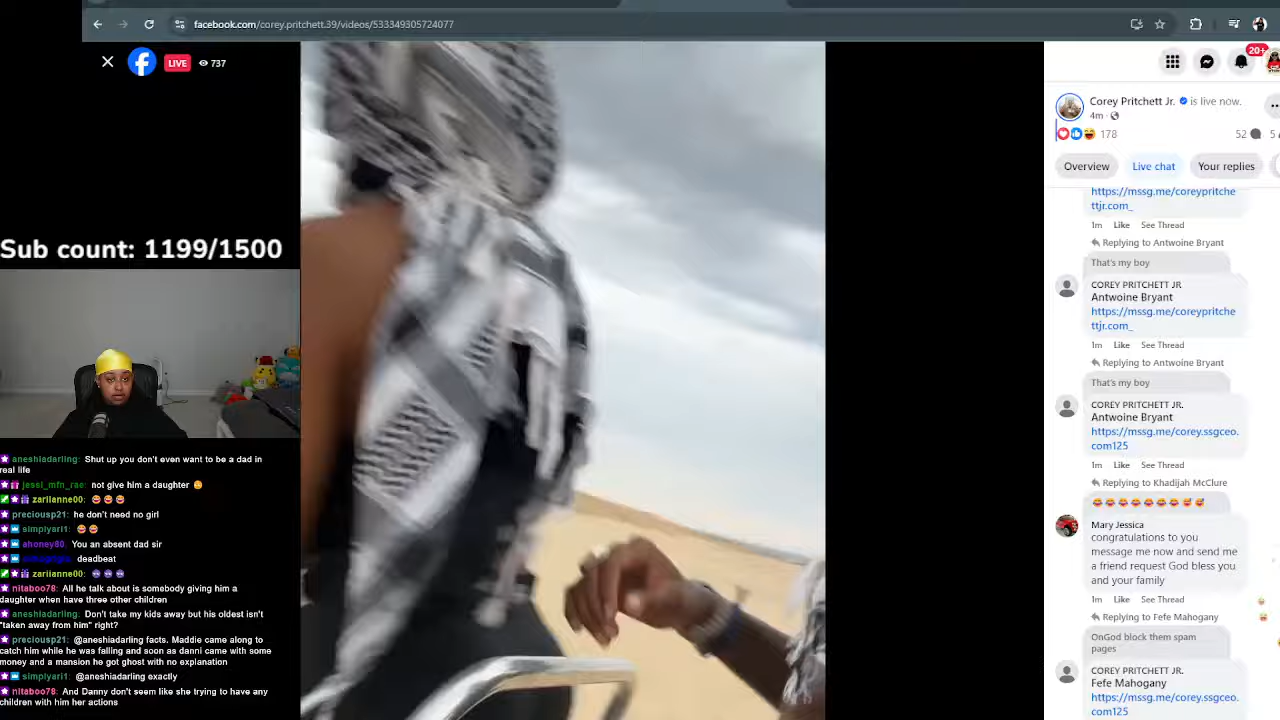 facebook.com/corey.pritchett.39/videos/533349305724077
LIVE
737
20+
Corey Pritchett Jr. is live now.
4m
178
52
5
Overview
Live chat
Your replies
https://mssg.me/coreypritche
ttjr.com_
1m Like See Thread
Replying to Antwoine Bryant
That's my boy
COREY PRITCHETT JR
Antwoine Bryant
https://mssg.me/coreypritche
ttjr.com_
1m Like See Thread
Replying to Antwoine Bryant
That's my boy
COREY PRITCHETT JR.
Antwoine Bryant
https://mssg.me/corey.ssgceo.
com125
1m Like See Thread
Replying to Khadijah McClure
Mary Jessica
congratulations to you
message me now and send me
a friend request God bless you
and your family
1m Like See Thread
Replying to Fefe Mahogany
OnGod block them spam
pages
COREY PRITCHETT JR.
Fefe Mahogany
https://mssg.me/corey.ssgceo.
com125
Sub count: 1199/1500
aneshiadarling: Shut up you don't even want to be a dad in
real life
jessi_mfn_rae: not give him a daughter
zariianne00:
preciousp21: he don't need no girl
simplyari1:
ahoney80: You an absent dad sir
deadbeat
zariianne00:
nitaboo78: All he talk about is somebody giving him a
daughter when have three other children
aneshiadarling: Don't take my kids away but his oldest isn't
"taken away from him" right?
preciousp21: @aneshiadarling facts. Maddie came along to
catch him while he was falling and soon as danni came with some
money and a mansion he got ghost with no explanation
simplyari1: @aneshiadarling exactly
nitaboo78: And Danny don't seem like she trying to have any
children with him her actions